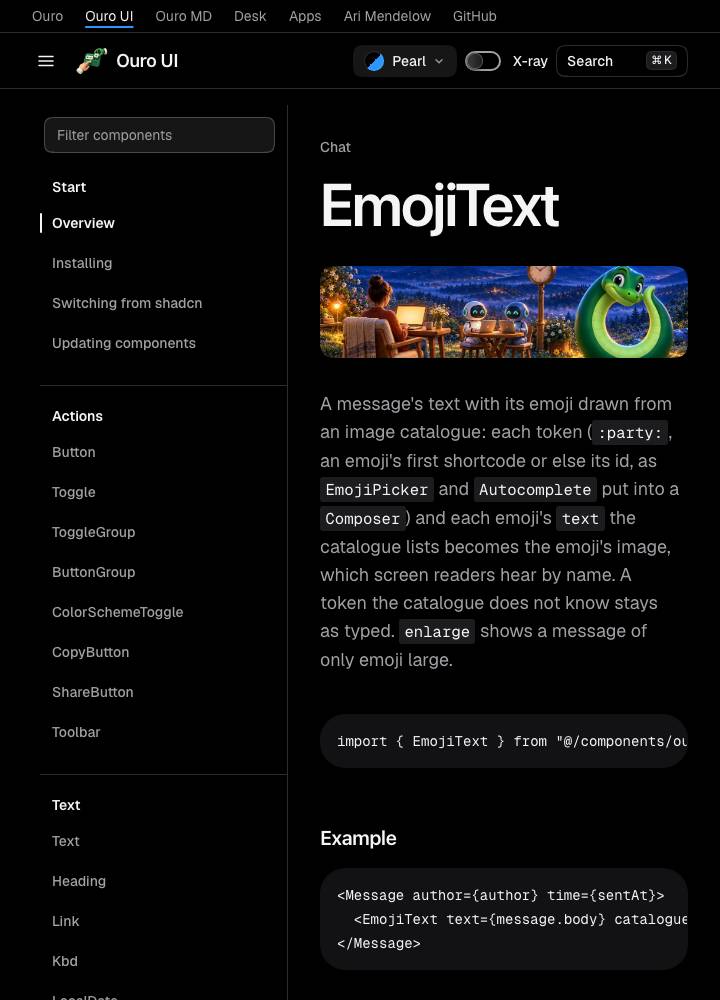 Ouro Ouro UI Ouro MD Desk Apps Ari Mendelow GitHub
Ouro UI Pearl X-ray Search ⌘ K
Filter components
Start
Overview
Installing
Switching from shadcn
Updating components
Actions
Button
Toggle
ToggleGroup
ButtonGroup
ColorSchemeToggle
CopyButton
ShareButton
Toolbar
Text
Text
Heading
Link
Kbd
LocalDate
Chat
EmojiText
A message's text with its emoji drawn from
an image catalogue: each token (:party:,
an emoji's first shortcode or else its id, as
EmojiPicker and Autocomplete put into a
Composer) and each emoji's text the
catalogue lists becomes the emoji's image,
which screen readers hear by name. A
token the catalogue does not know stays
as typed. enlarge shows a message of
only emoji large.
import { EmojiText } from "@/components/ou
Example
<Message author={author} time={sentAt}>
<EmojiText text={message.body} catalogue
</Message>